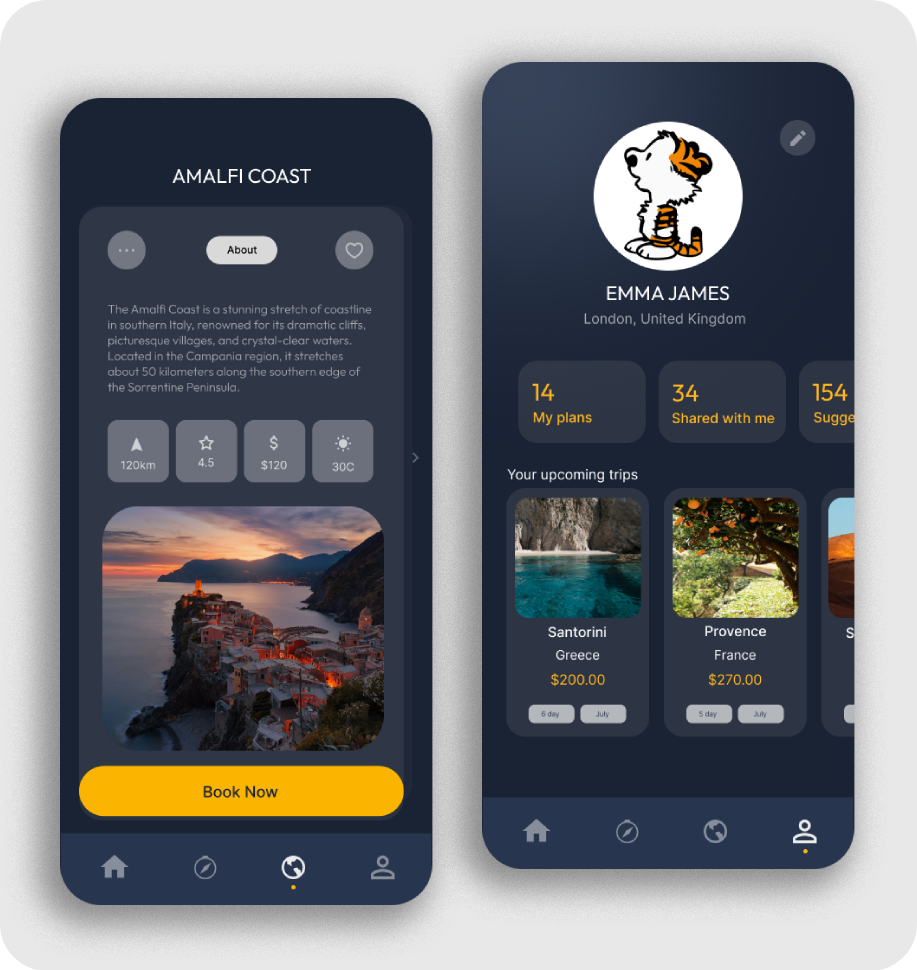 AMALFI COAST
About
The Amalfi Coast is a stunning stretch of coastline
in southern Italy, renowned for its dramatic cliffs,
picturesque villages, and crystal-clear waters.
Located in the Campania region, it stretches
about 50 kilometers along the southern edge of
the Sorrentine Peninsula.
120km
4.5
$120
30C
Book Now
EMMA JAMES
London, United Kingdom
14
My plans
34
Shared with me
154
Sugge
Your upcoming trips
Santorini
Greece
$200.00
6 day
July
Provence
France
$270.00
5 day
July
S